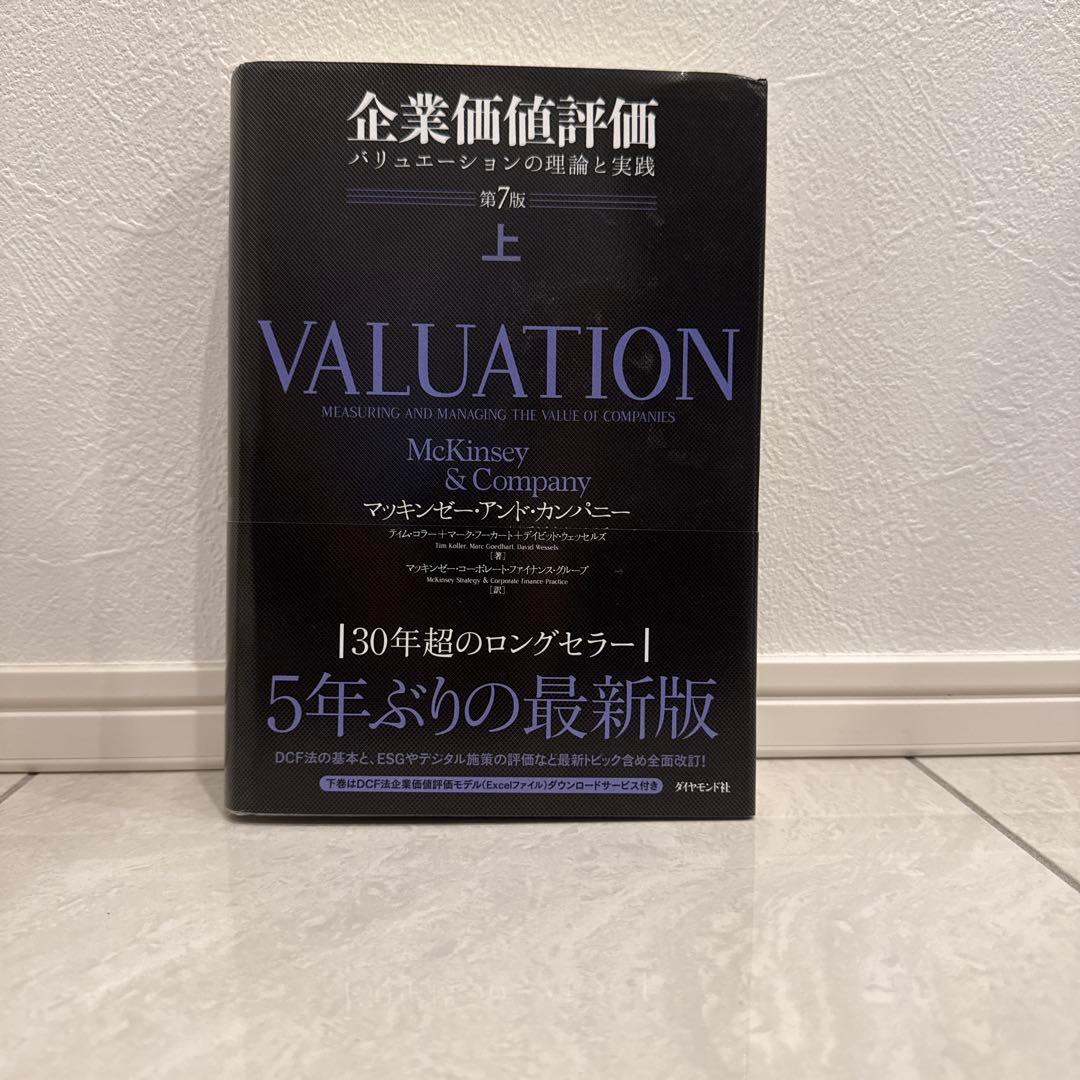 企業価値評価
バリュエーションの理論と実践
第7版
上
VALUATION
MEASURING AND MANAGING THE VALUE OF COMPANIES
McKinsey
& Company
マッキンゼー・アンド・カンパニー
ティム・コラー+マーク・フーカート+デイビッド・ウェッセルズ
Tim Koller, Marc Goedhart, David Wessels
[著]
マッキンゼー・コーポレート・ファイナンス・グループ
McKinsey Strategy & Corporate Finance Practice
[訳]
30年超のロングセラー
5年ぶりの最新版
DCF法の基本と、ESGやデジタル施策の評価など最新トピック含め全面改訂!
下巻はDCF法企業価値評価モデル(Excelファイル)ダウンロードサービス付き
ダイヤモンド社